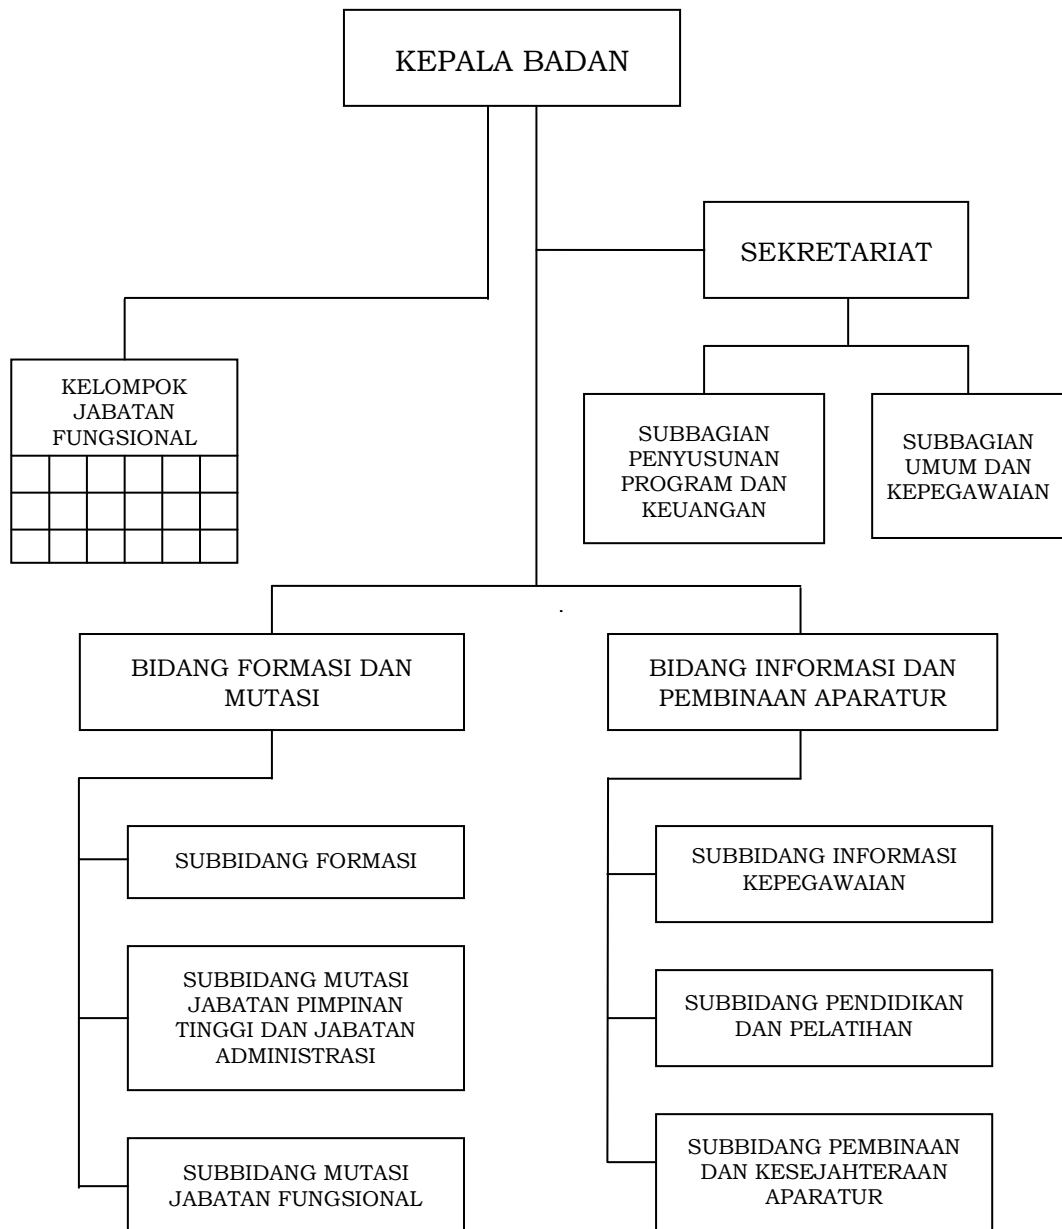 KEPALA BADAN
SEKRETARIAT
KELOMPOK
JABATAN
FUNGSIONAL
SUBBAGIAN
PENYUSUNAN
PROGRAM DAN
KEUANGAN
SUBBAGIAN
UMUM DAN
KEPEGAWAIAN
BIDANG FORMASI DAN
MUTASI
BIDANG INFORMASI DAN
PEMBINAAN APARATUR
SUBBIDANG FORMASI
SUBBIDANG MUTASI
JABATAN PIMPINAN
TINGGI DAN JABATAN
ADMINISTRASI
SUBBIDANG MUTASI
JABATAN FUNGSIONAL
SUBBIDANG INFORMASI
KEPEGAWAIAN
SUBBIDANG PENDIDIKAN
DAN PELATIHAN
SUBBIDANG PEMBINAAN
DAN KESEJAHTERAAN
APARATUR